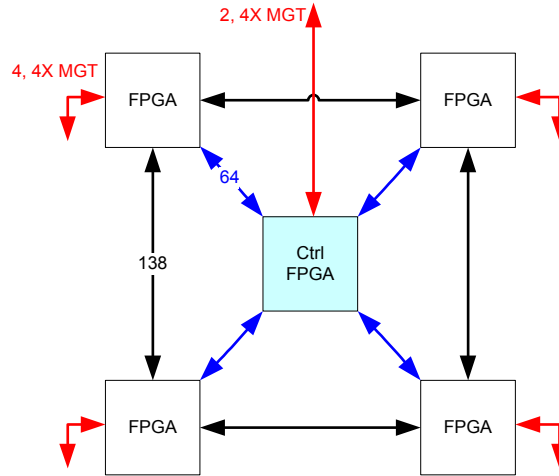 2, 4X MGT
4, 4X MGT
FPGA
FPGA
64
Ctrl
FPGA
138
FPGA
FPGA